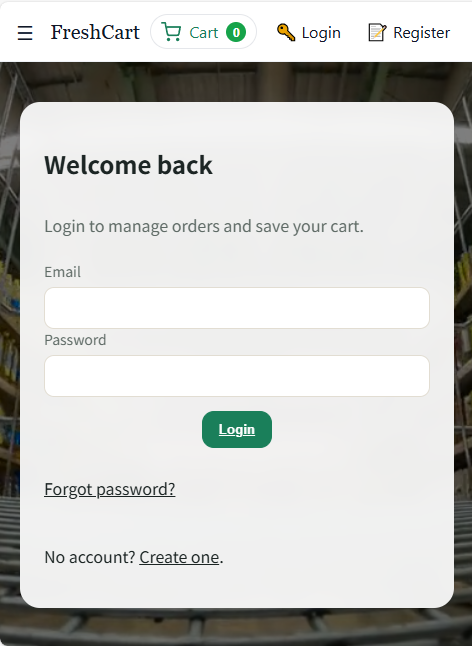 FreshCart Cart 0 Login Register
Welcome back
Login to manage orders and save your cart.
Email
Password
Login
Forgot password?
No account? Create one.